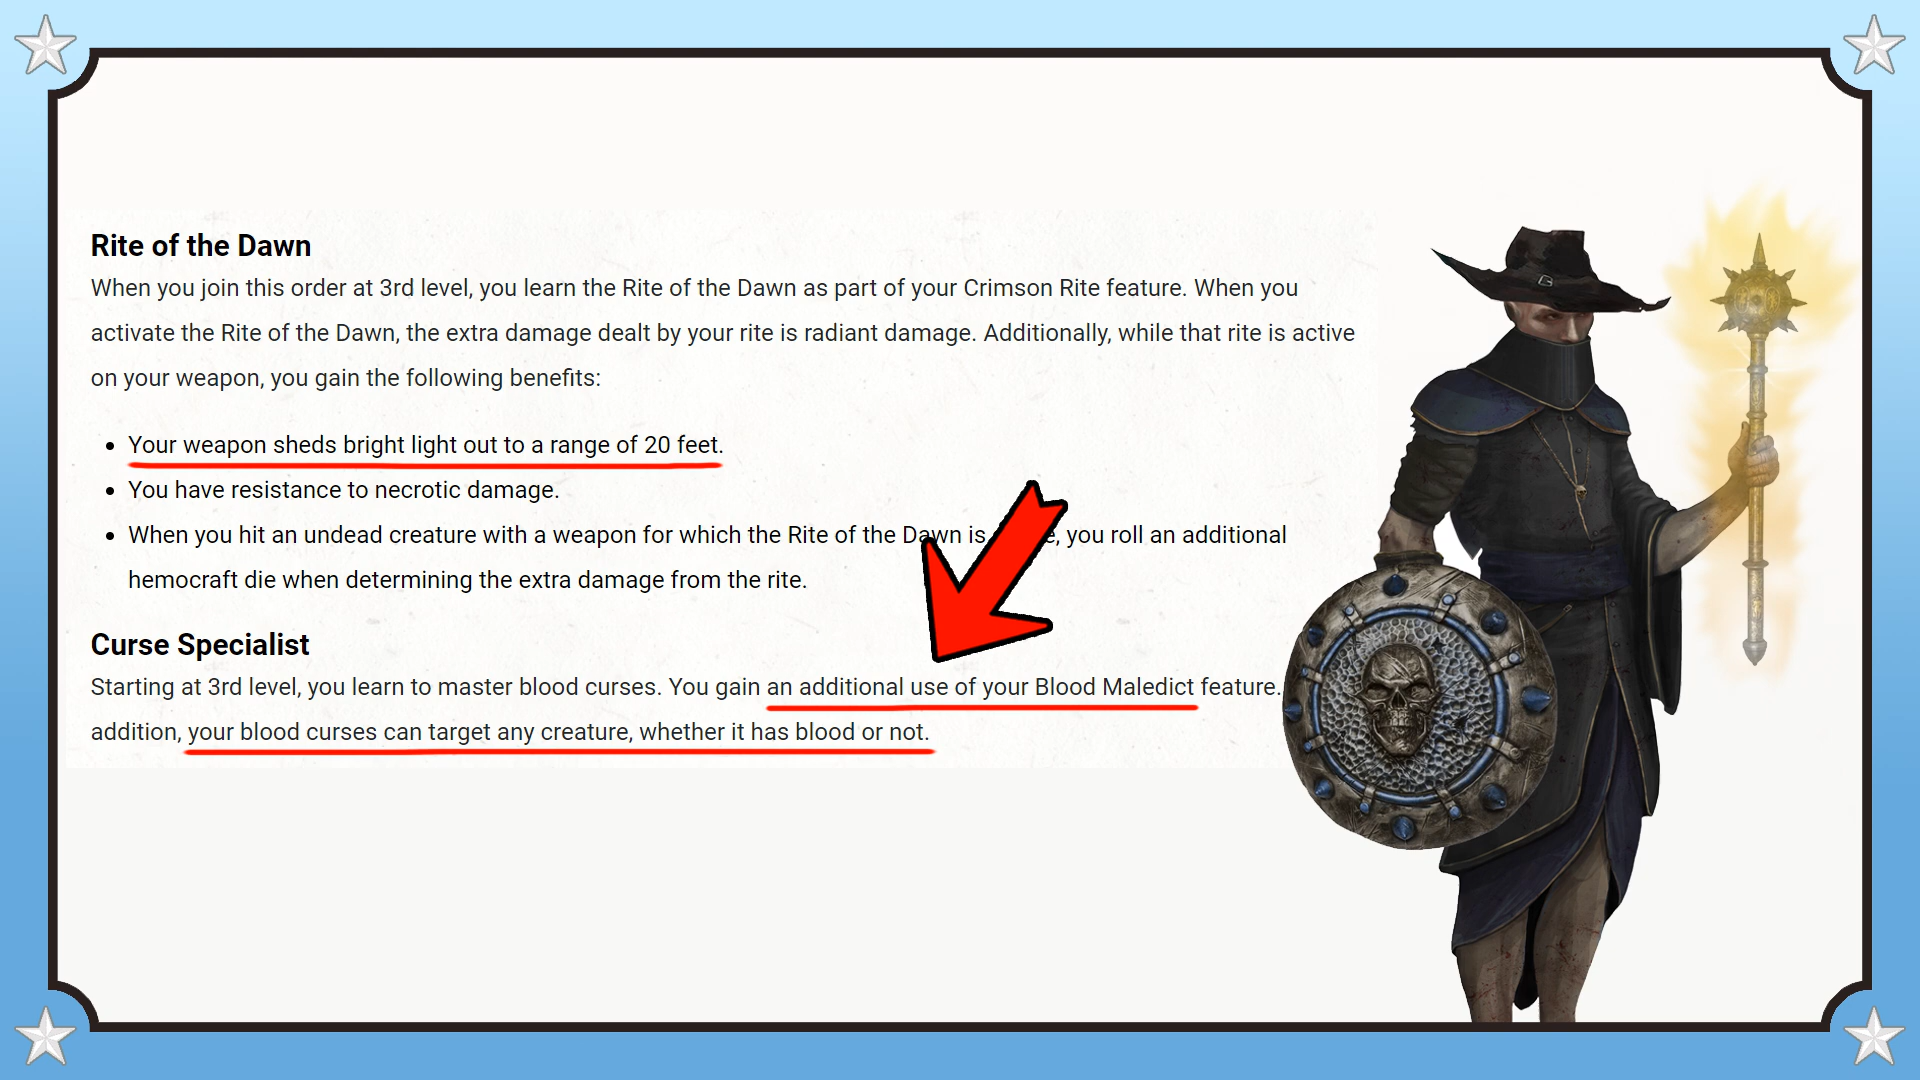 Rite of the Dawn
When you join this order at 3rd level, you learn the Rite of the Dawn as part of your Crimson Rite feature. When you
activate the Rite of the Dawn, the extra damage dealt by your rite is radiant damage. Additionally, while that rite is active
on your weapon, you gain the following benefits:
• Your weapon sheds bright light out to a range of 20 feet.
• You have resistance to necrotic damage.
• When you hit an undead creature with a weapon for which the Rite of the Dawn is , you roll an additional
hemocraft die when determining the extra damage from the rite.
Curse Specialist
Starting at 3rd level, you learn to master blood curses. You gain an additional use of your Blood Maledict feature.
addition, your blood curses can target any creature, whether it has blood or not.